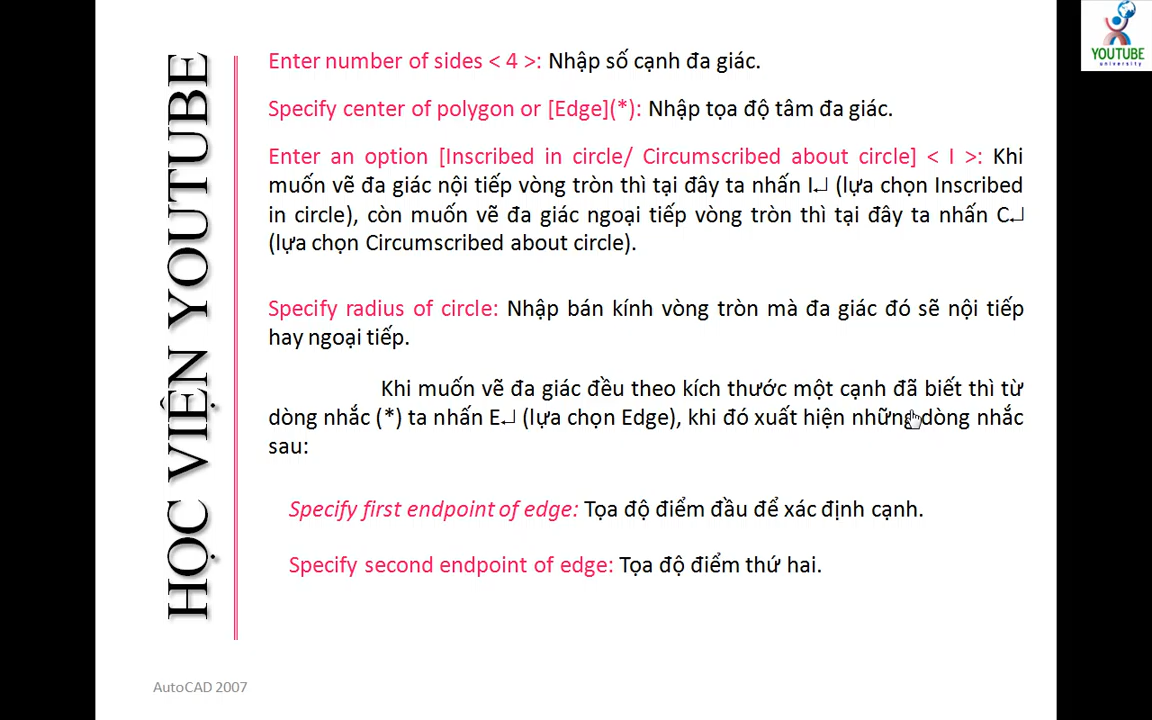 YOUTUBE
university
HỌC VIỆN YOUTUBE
Enter number of sides < 4 >: Nhập số cạnh đa giác.
Specify center of polygon or [Edge](*): Nhập tọa độ tâm đa giác.
Enter an option [Inscribed in circle/ Circumscribed about circle] < I >: Khi
muốn vẽ đa giác nội tiếp vòng tròn thì tại đây ta nhấn I↵ (lựa chọn Inscribed
in circle), còn muốn vẽ đa giác ngoại tiếp vòng tròn thì tại đây ta nhấn C↵
(lựa chọn Circumscribed about circle).
Specify radius of circle: Nhập bán kính vòng tròn mà đa giác đó sẽ nội tiếp
hay ngoại tiếp.
Khi muốn vẽ đa giác đều theo kích thước một cạnh đã biết thì từ
dòng nhắc (*) ta nhấn E↵ (lựa chọn Edge), khi đó xuất hiện những dòng nhắc
sau:
Specify first endpoint of edge: Tọa độ điểm đầu để xác định cạnh.
Specify second endpoint of edge: Tọa độ điểm thứ hai.
AutoCAD 2007